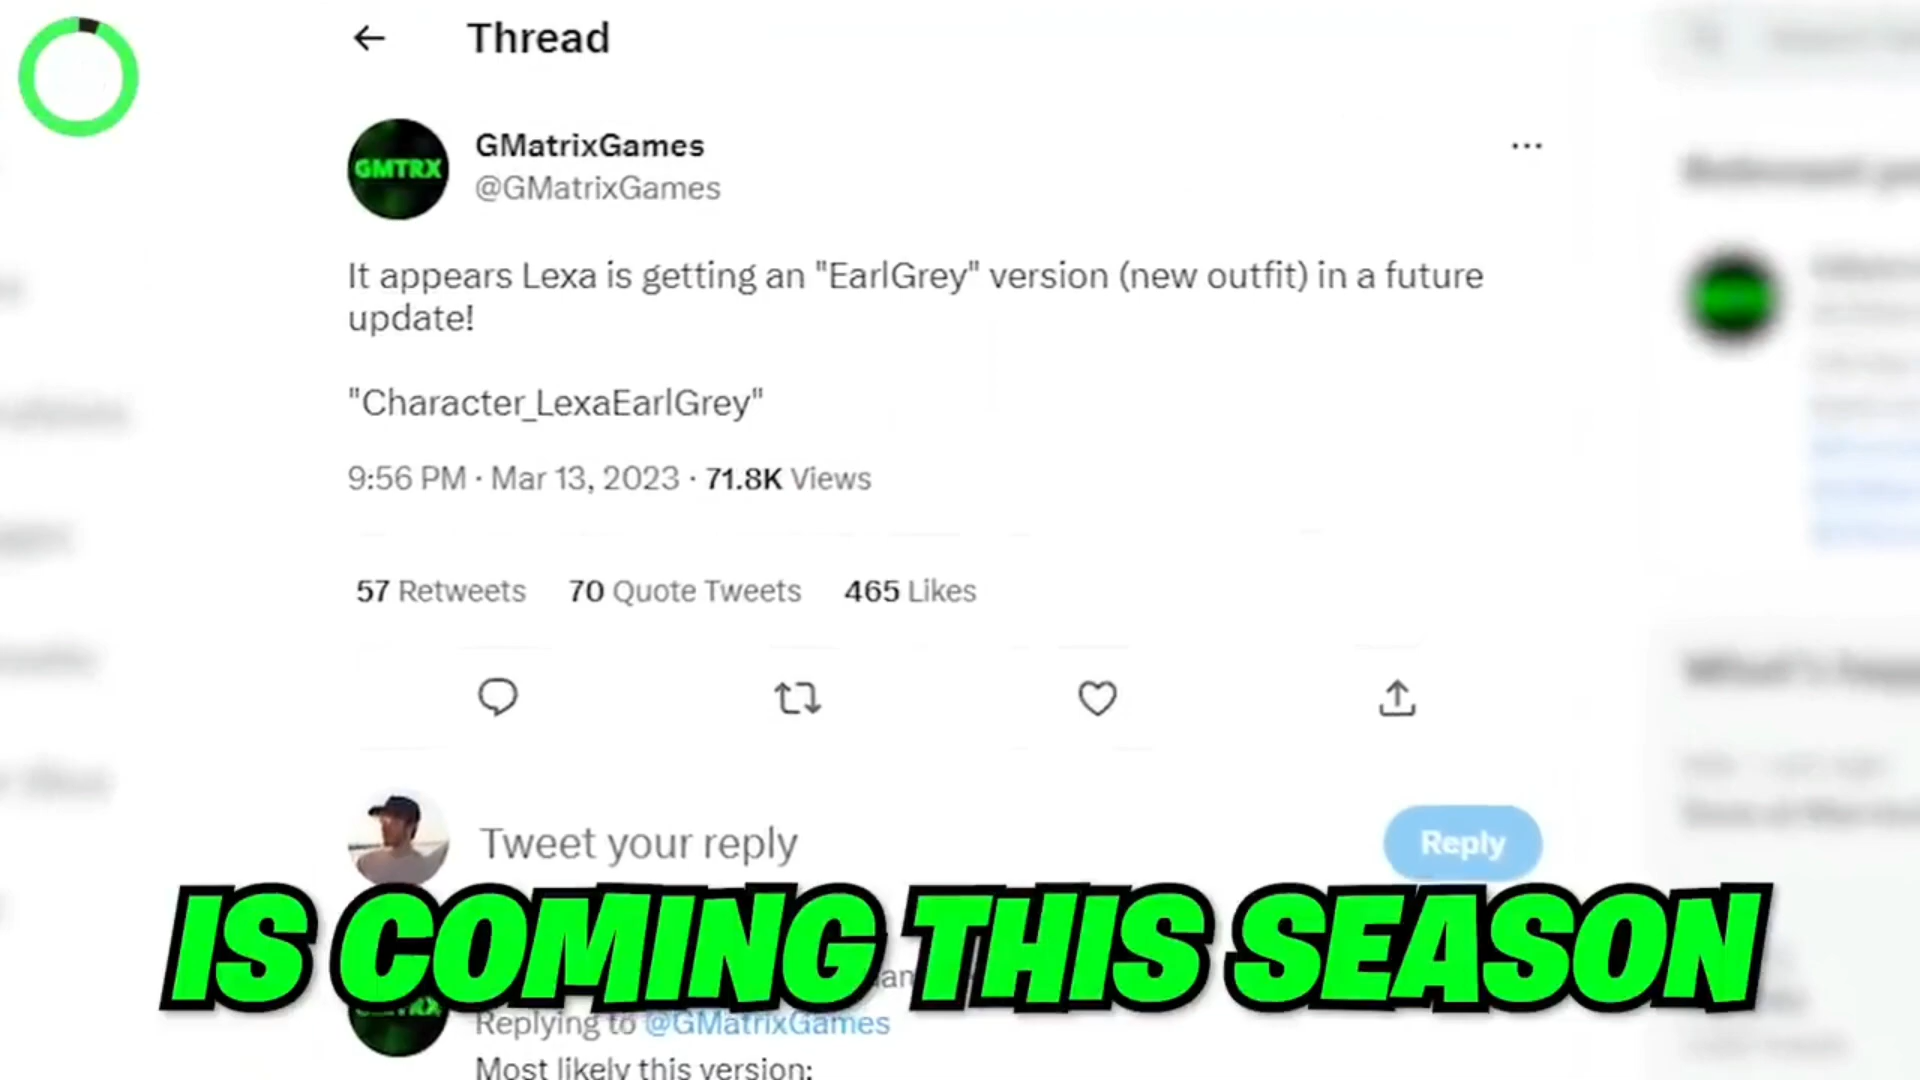 Thread
GMTRX
GMatrixGames
@GMatrixGames
It appears Lexa is getting an "EarlGrey" version (new outfit) in a future
update!
"Character_LexaEarlGrey"
9:56 PM · Mar 13, 2023 · 71.8K Views
57 Retweets 70 Quote Tweets 465 Likes
Tweet your reply
Reply
IS COMING THIS SEASON
Replying to @GMatrixGames
Most likely this version: